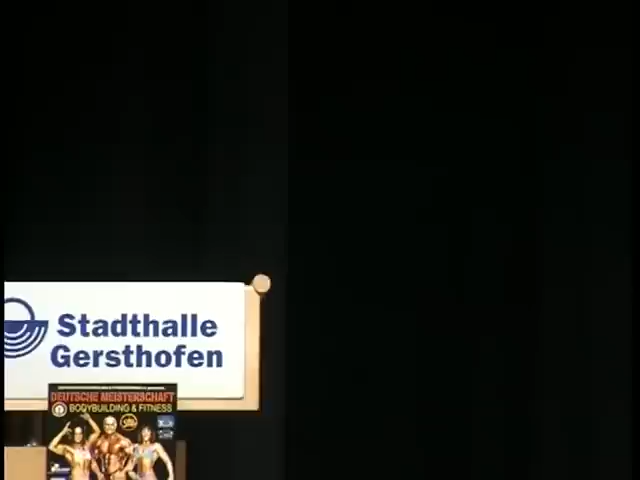 Stadthalle
Gersthofen
DEUTSCHE MEISTERSCHAFT
BODYBUILDING & FITNESS